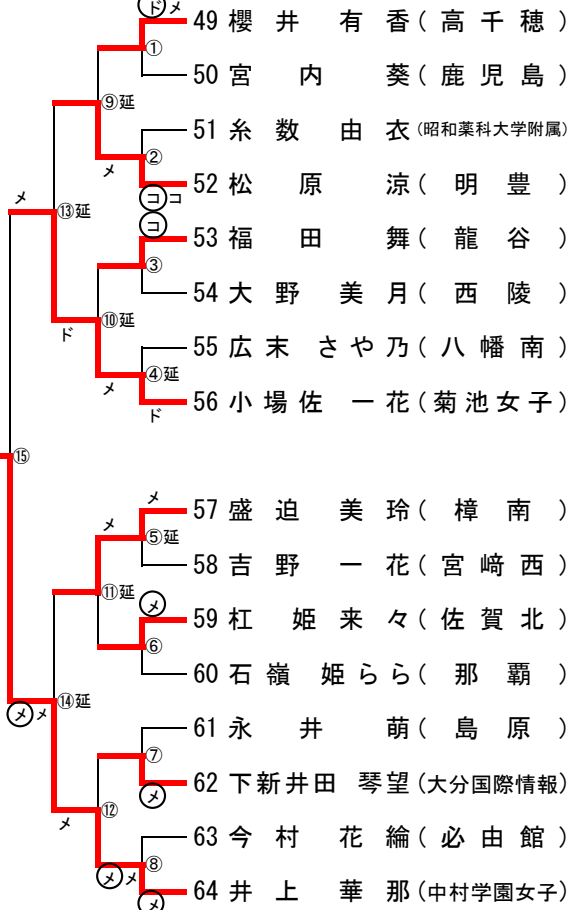 ド メ
49 櫻井 有香 (高千穂)
①
50 宮内 葵 (鹿児島)
⑨延
51 糸数 由衣 (昭和薬科大学附属)
②
メ
52 松原 涼 (明豊)
コ コ
メ
⑬延
コ
53 福田 舞 (龍谷)
③
54 大野 美月 (西陵)
⑩延
ド
55 広末 さや乃 (八幡南)
④延
メ
56 小場佐 一花 (菊池女子)
ド
⑮
メ
57 盛迫 美玲 (樟南)
メ
⑤延
58 吉野 一花 (宮﨑西)
⑪延
メ
59 杠 姫来々 (佐賀北)
⑥
60 石嶺 姫らら (那覇)
⑭延
メ メ
61 永井 萌 (島原)
⑦
62 下新井田 琴望 (大分国際情報)
メ
⑫
メ
63 今村 花綸 (必由館)
⑧
メ メ
64 井上 華那 (中村学園女子)
メ